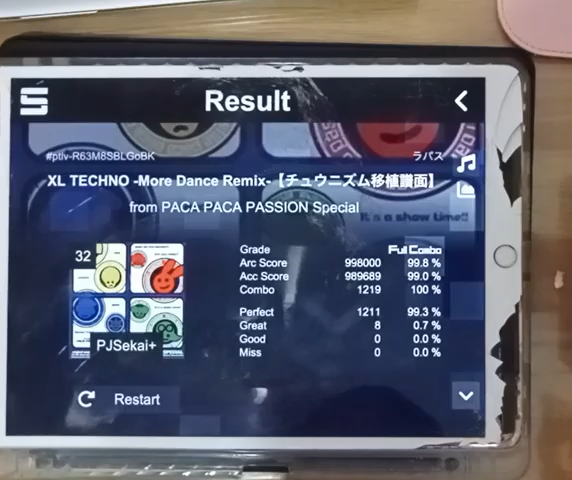 Result
#ptlv-R63M8SBLGoBK
ラパス
XL TECHNO -More Dance Remix-【チュウニズム移植譜面】
from PACA PACA PASSION Special
It's a show time!!
32
PJSekai+
Grade Full Combo
Arc Score 998000 99.8 %
Acc Score 989689 99.0 %
Combo 1219 100 %
Perfect 1211 99.3 %
Great 8 0.7 %
Good 0 0.0 %
Miss 0 0.0 %
Restart